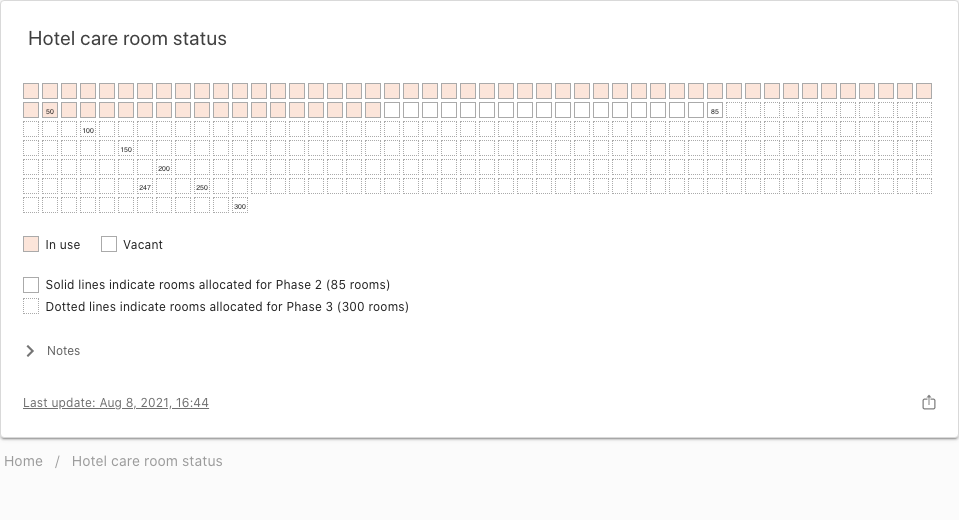 Hotel care room status
50
85
100
150
200
247 250
300
In use Vacant
Solid lines indicate rooms allocated for Phase 2 (85 rooms)
Dotted lines indicate rooms allocated for Phase 3 (300 rooms)
Notes
Last update: Aug 8, 2021, 16:44
Home / Hotel care room status